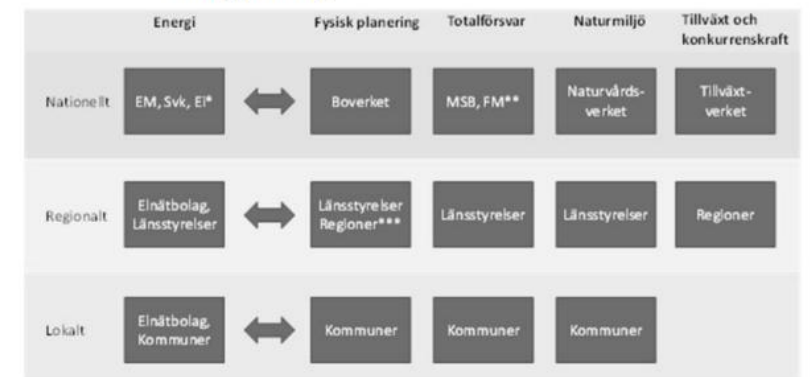 Energi
Fysisk planering
Totalförsvar
Naturmiljö
Tillväxt och
konkurrenskraft
Nationellt
EM, Svk, Ei*
Boverket
MSB, FM**
Naturvårds-
verket
Tillväxt-
verket
Regionalt
Elnätbolag,
Länsstyrelser
Länsstyrelser
Regioner***
Länsstyrelser
Länsstyrelser
Regioner
Lokalt
Elnätbolag,
Kommuner
Kommuner
Kommuner
Kommuner